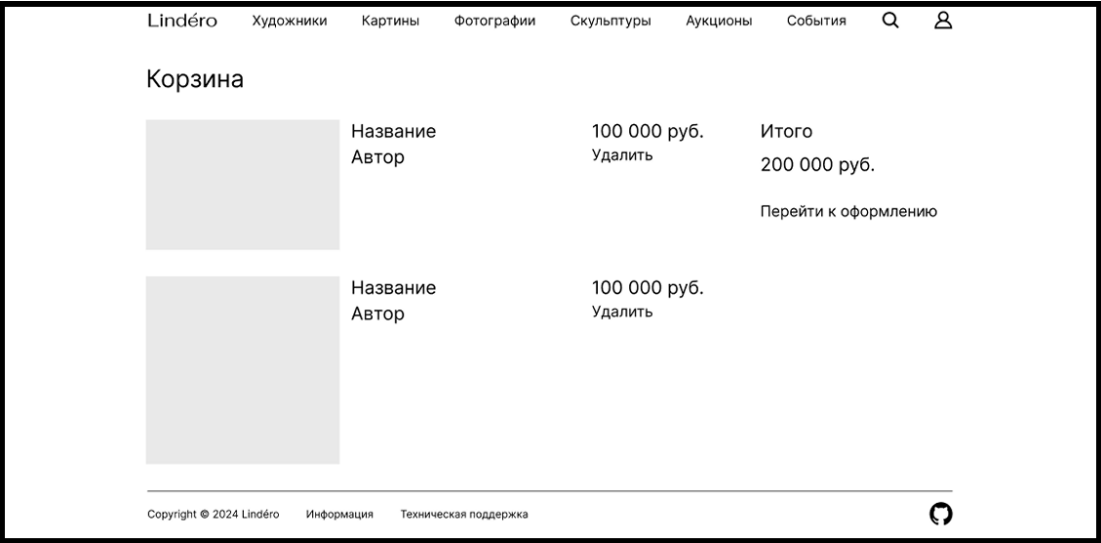 Lindéro Художники Картины Фотографии Скульптуры Аукционы События
Корзина
Название 100 000 руб. Итого
Автор Удалить 200 000 руб.
Перейти к оформлению
Название 100 000 руб.
Автор Удалить
Copyright © 2024 Lindéro Информация Техническая поддержка